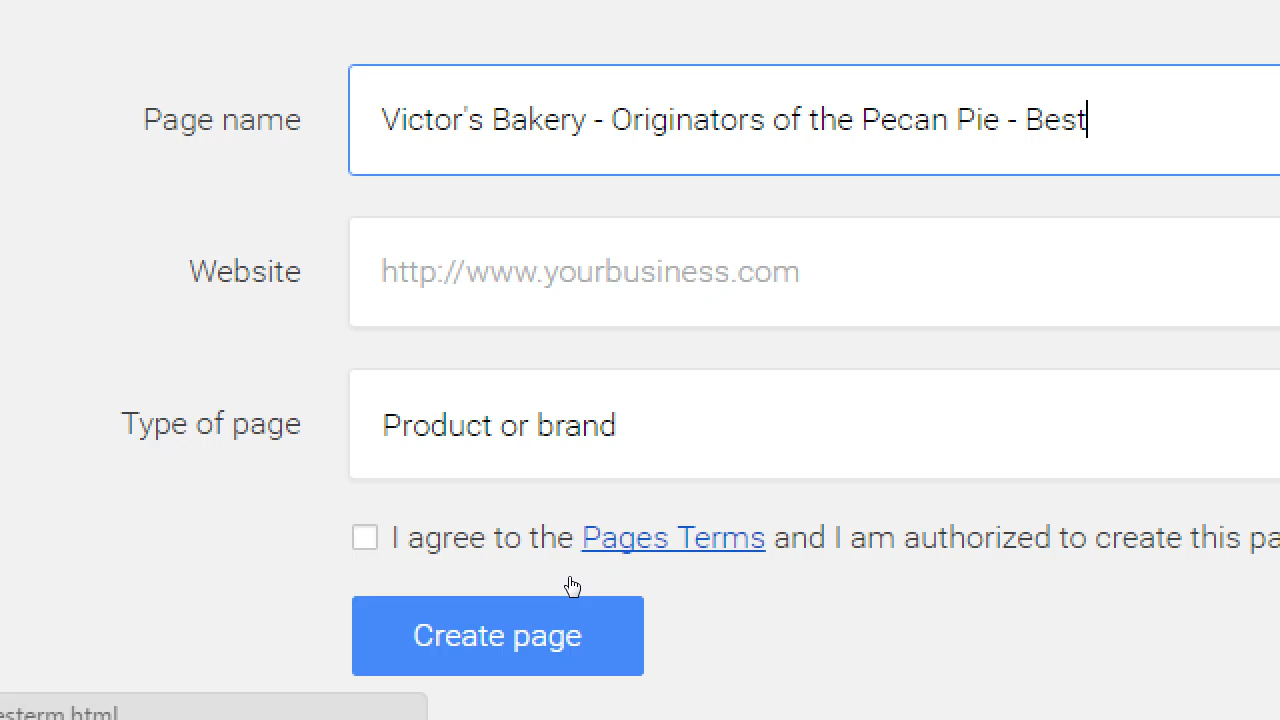 Page name
Victor's Bakery - Originators of the Pecan Pie - Best
Website
http://www.yourbusiness.com
Type of page
Product or brand
I agree to the Pages Terms and I am authorized to create this
Create page